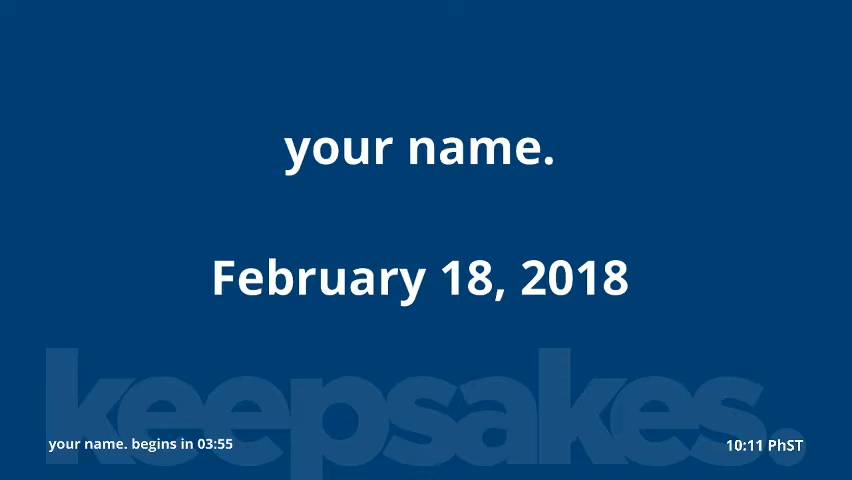 your name.
February 18, 2018
keepsakes.
your name. begins in 03:55
10:11 PhST